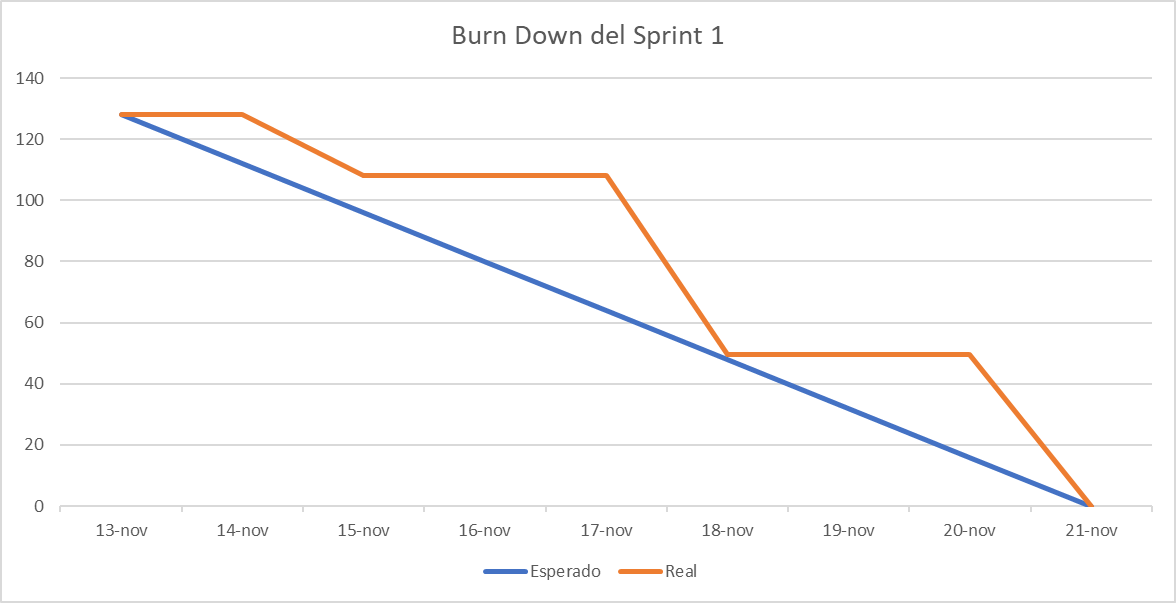 Burn Down del Sprint 1
140
120
100
80
60
40
20
0
13-nov 14-nov 15-nov 16-nov 17-nov 18-nov 19-nov 20-nov 21-nov
Esperado Real